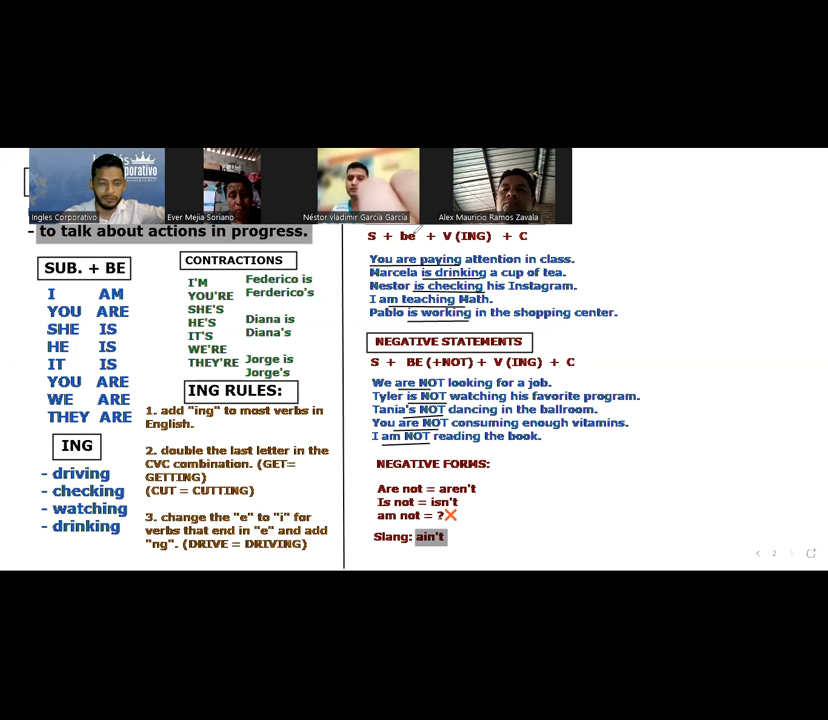 Ingles Corporativo
Ever Mejia Soriano
Néstor vladimir García García
Alex Mauricio Ramos Zavala
- to talk about actions in progress.
SUB. + BE
I AM
YOU ARE
SHE IS
HE IS
IT IS
YOU ARE
WE ARE
THEY ARE
ING
- driving
- checking
- watching
- drinking
CONTRACTIONS
I'M
YOU'RE
SHE'S
HE'S
IT'S
WE'RE
THEY'RE
Federico is
Ferderico's
Diana is
Diana's
Jorge is
Jorge's
ING RULES:
1. add "ing" to most verbs in
English.
2. double the last letter in the
CVC combination. (GET=
GETTING)
(CUT = CUTTING)
3. change the "e" to "i" for
verbs that end in "e" and add
"ng". (DRIVE = DRIVING)
S + be + V (ING) + C
You are paying attention in class.
Marcela is drinking a cup of tea.
Nestor is checking his Instagram.
I am teaching Math.
Pablo is working in the shopping center.
NEGATIVE STATEMENTS
S + BE (+NOT) + V (ING) + C
We are NOT looking for a job.
Tyler is NOT watching his favorite program.
Tania's NOT dancing in the ballroom.
You are NOT consuming enough vitamins.
I am NOT reading the book.
NEGATIVE FORMS:
Are not = aren't
Is not = isn't
am not = ?
Slang: ain't
2